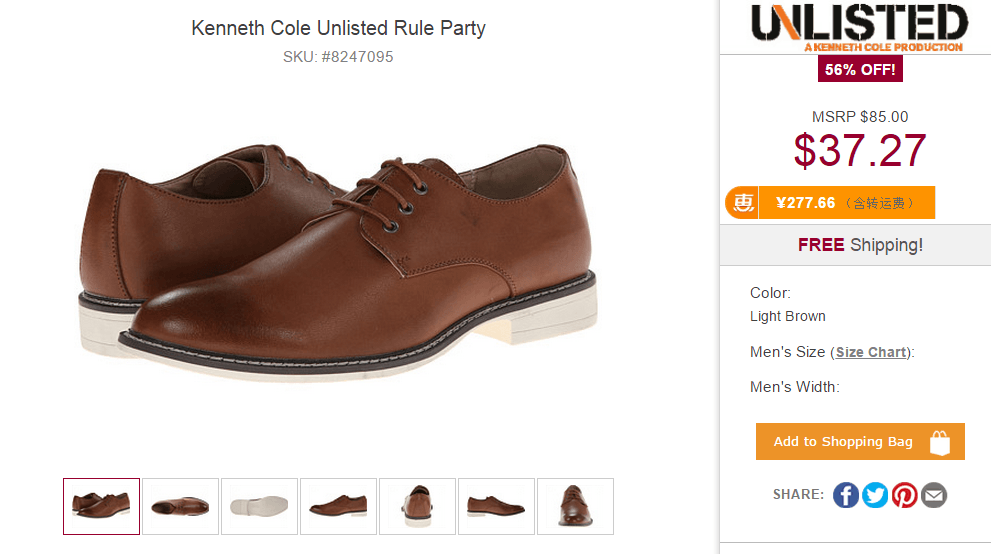 Kenneth Cole Unlisted Rule Party
SKU: #8247095
UNLISTED
A KENNETH COLE PRODUCTION
56% OFF!
MSRP $85.00
$37.27
惠 ¥277.66 (含转运费)
FREE Shipping!
Color:
Light Brown
Men's Size (Size Chart):
Men's Width:
Add to Shopping Bag
SHARE: